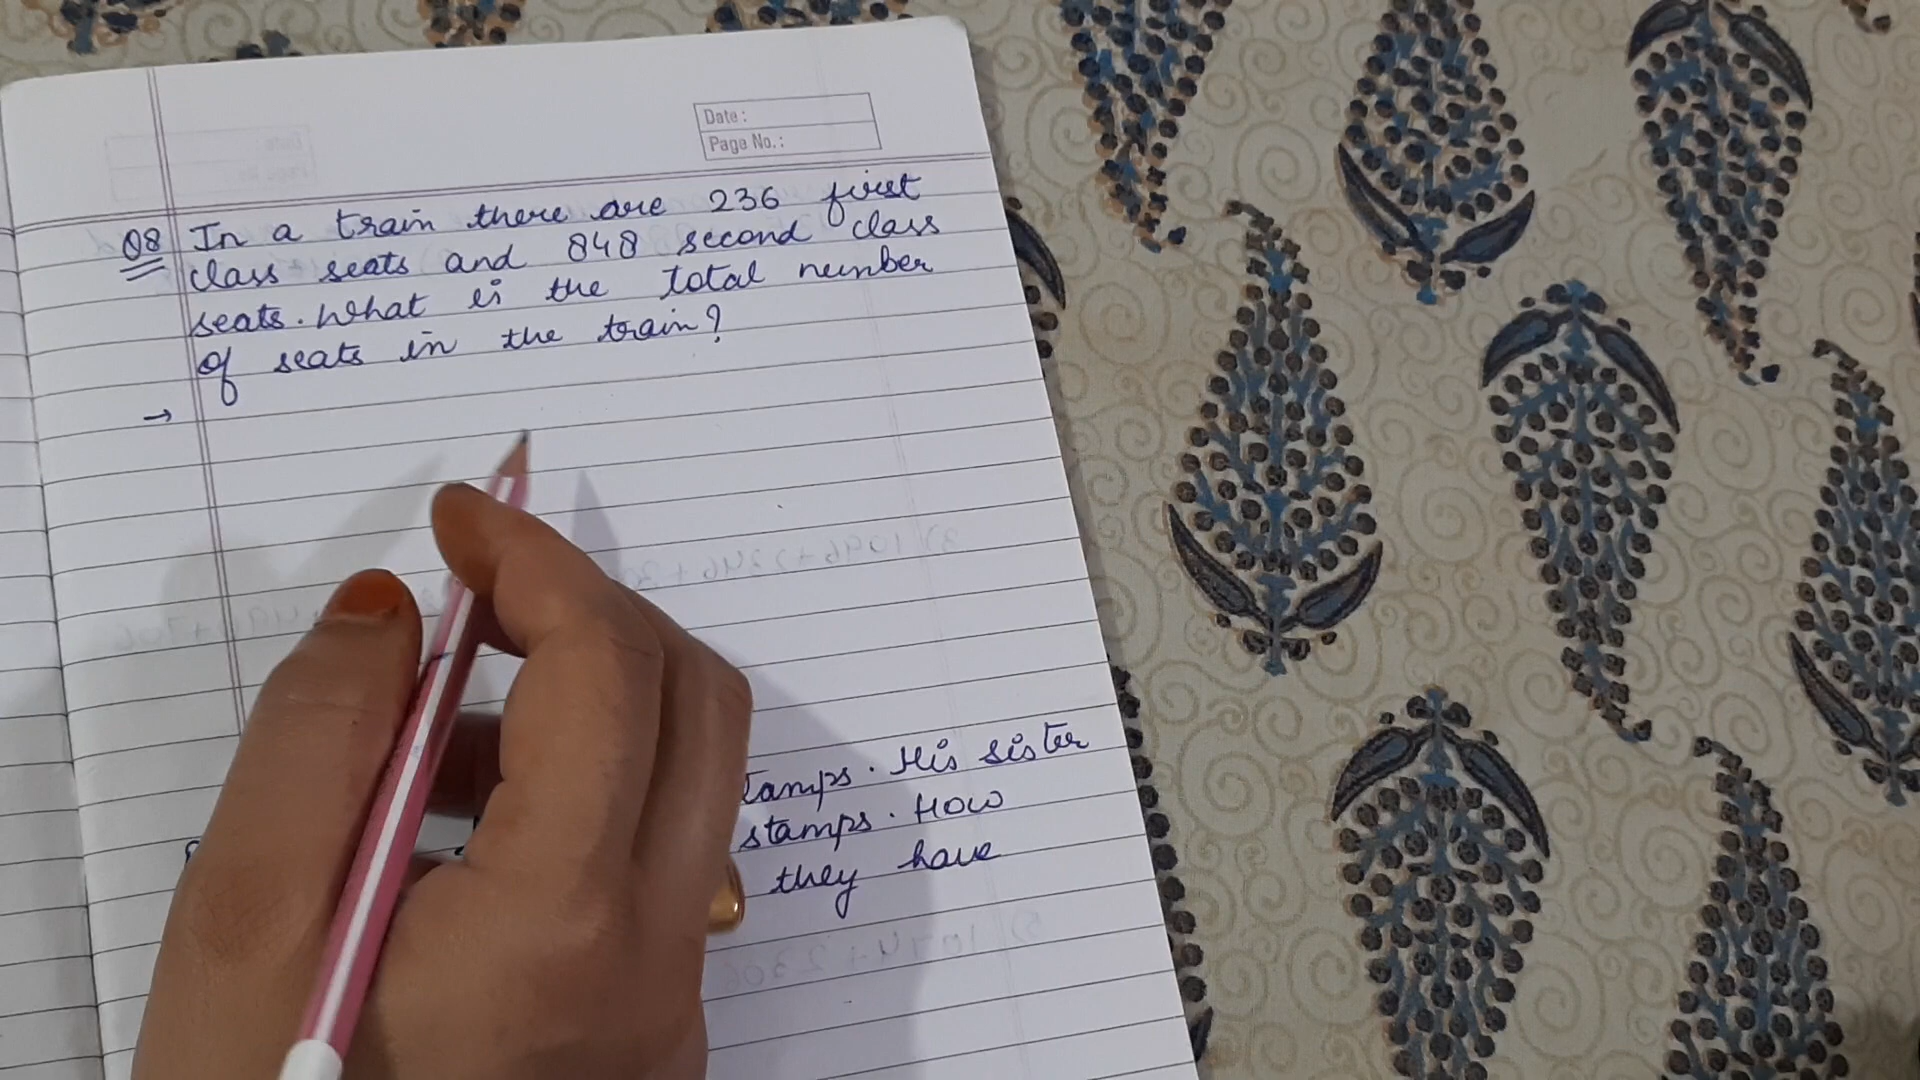 Date :
Page No. :
Q8 In a train there are 236 first
class seats and 848 second class
seats. What is the total number
of seats in the train?
→
stamps. His sister
stamps. How
they have